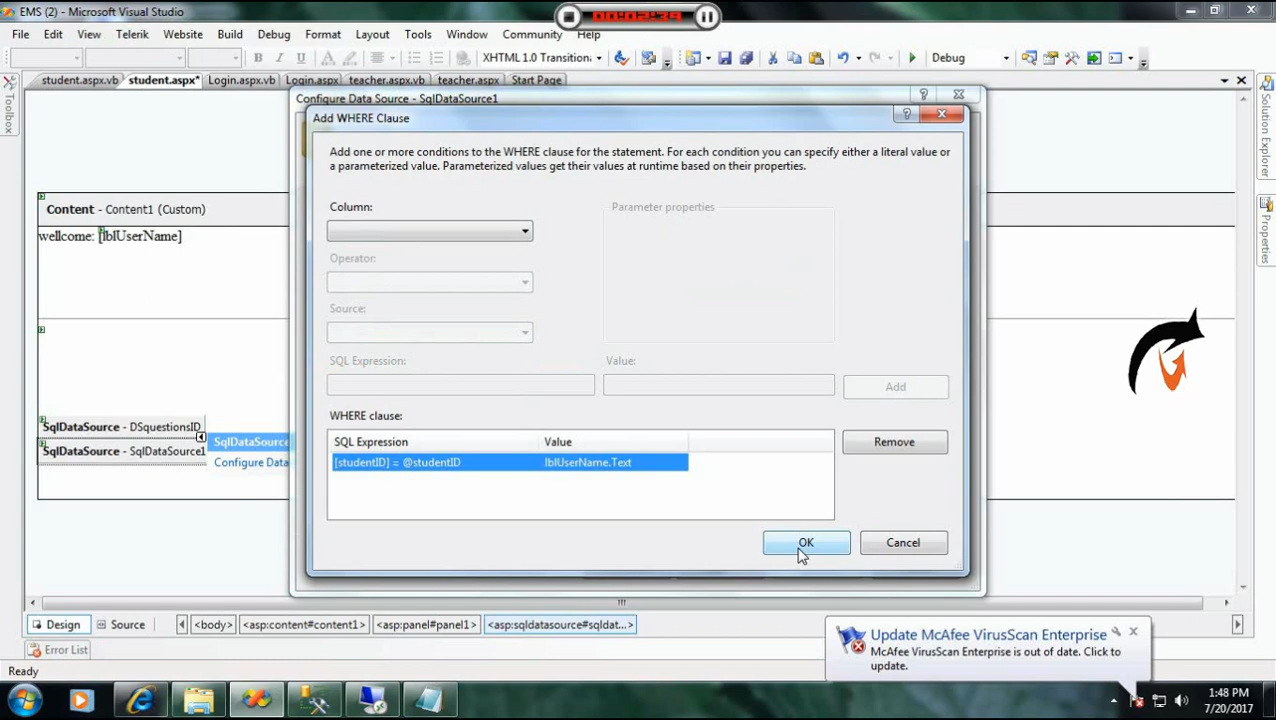 EMS (2) - Microsoft Visual Studio
00:02:39
File Edit View Telerik Website Build Debug Format Layout Tools Window Community Help
B I U A XHTML 1.0 Transition Debug
student.aspx.vb student.aspx* Login.aspx.vb Login.aspx teacher.aspx.vb teacher.aspx Start Page
Toolbox
Solution Explorer
Properties
Configure Data Source - SqlDataSource1
Add WHERE Clause
Add one or more conditions to the WHERE clause for the statement. For each condition you can specify either a literal value or
a parameterized value. Parameterized values get their values at runtime based on their properties.
Column: Parameter properties
Content - Content1 (Custom)
wellcome: [lblUserName]
Operator:
Source:
SQL Expression: Value:
Add
WHERE clause:
SQL Expression Value
Remove
[studentID] = @studentID lblUserName.Text
SqlDataSource - DSquestionsID
SqlDataSource
SqlDataSource - SqlDataSource1
Configure Data
OK Cancel
Design Source <body> <asp:content#content1> <asp:panel#panel1> <asp:sqldatasource#sqldat...>
Error List
Ready
Update McAfee VirusScan Enterprise
McAfee VirusScan Enterprise is out of date. Click to
update.
1:48 PM
7/20/2017